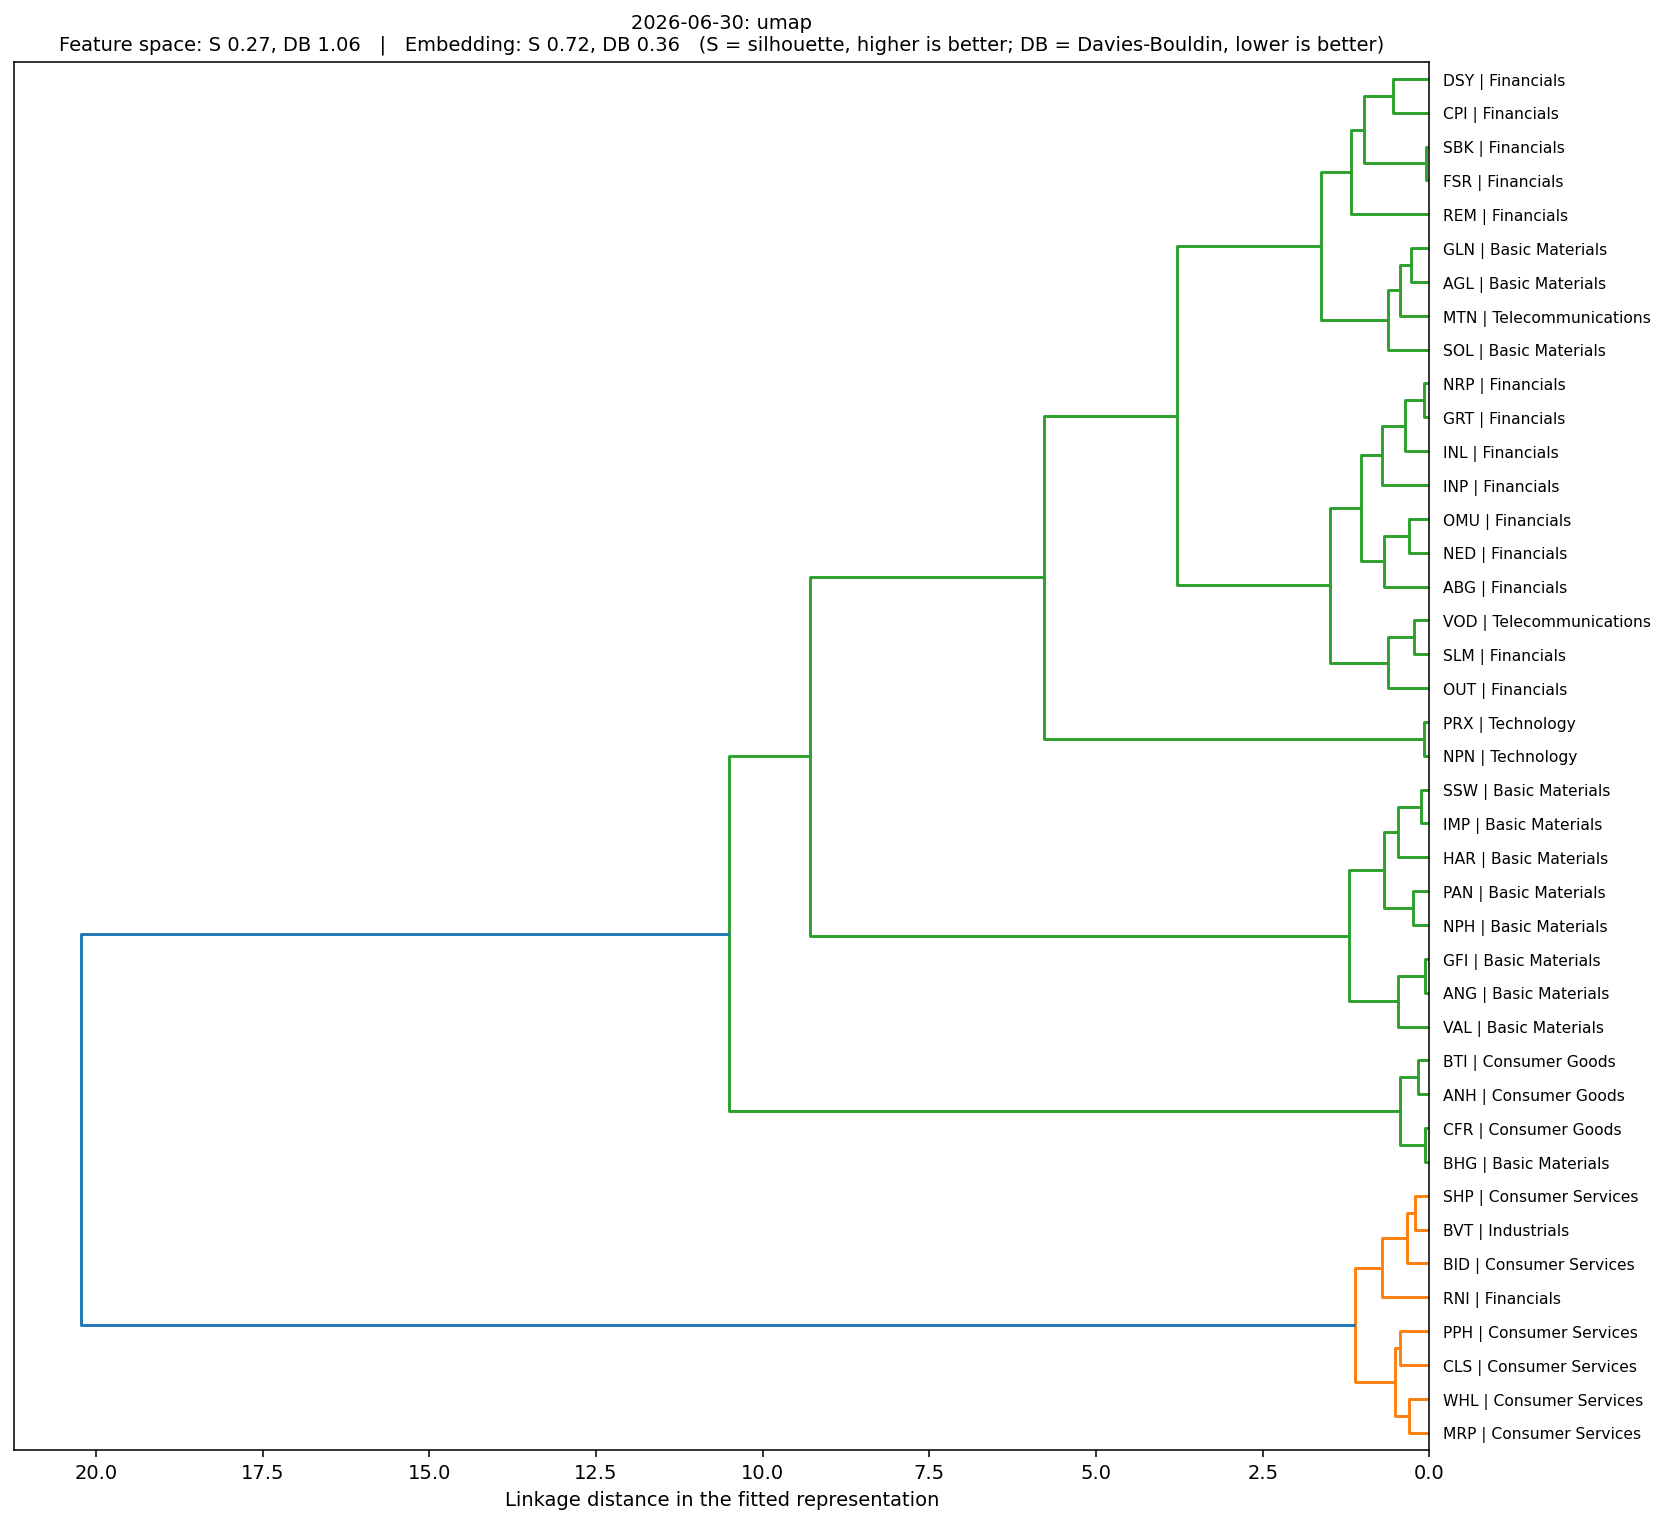 2026-06-30: umap
Feature space: S 0.27, DB 1.06   |   Embedding: S 0.72, DB 0.36   (S = silhouette, higher is better; DB = Davies-Bouldin, lower is better)
DSY | Financials
CPI | Financials
SBK | Financials
FSR | Financials
REM | Financials
GLN | Basic Materials
AGL | Basic Materials
MTN | Telecommunications
SOL | Basic Materials
NRP | Financials
GRT | Financials
INL | Financials
INP | Financials
OMU | Financials
NED | Financials
ABG | Financials
VOD | Telecommunications
SLM | Financials
OUT | Financials
PRX | Technology
NPN | Technology
SSW | Basic Materials
IMP | Basic Materials
HAR | Basic Materials
PAN | Basic Materials
NPH | Basic Materials
GFI | Basic Materials
ANG | Basic Materials
VAL | Basic Materials
BTI | Consumer Goods
ANH | Consumer Goods
CFR | Consumer Goods
BHG | Basic Materials
SHP | Consumer Services
BVT | Industrials
BID | Consumer Services
RNI | Financials
PPH | Consumer Services
CLS | Consumer Services
WHL | Consumer Services
MRP | Consumer Services
20.0 17.5 15.0 12.5 10.0 7.5 5.0 2.5 0.0
Linkage distance in the fitted representation